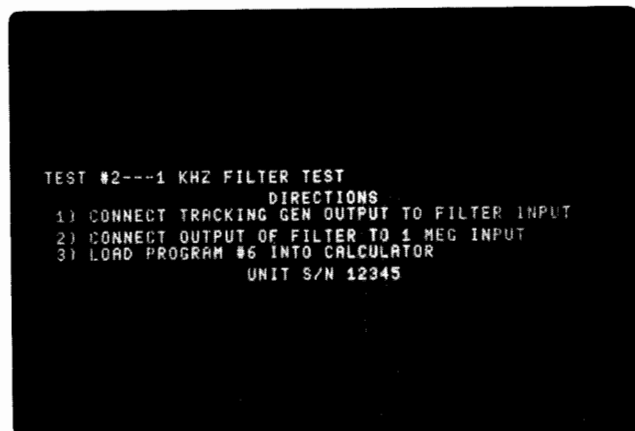 TEST #2---1 KHZ FILTER TEST
DIRECTIONS
1) CONNECT TRACKING GEN OUTPUT TO FILTER INPUT
2) CONNECT OUTPUT OF FILTER TO 1 MEG INPUT
3) LOAD PROGRAM #6 INTO CALCULATOR
UNIT S/N 12345